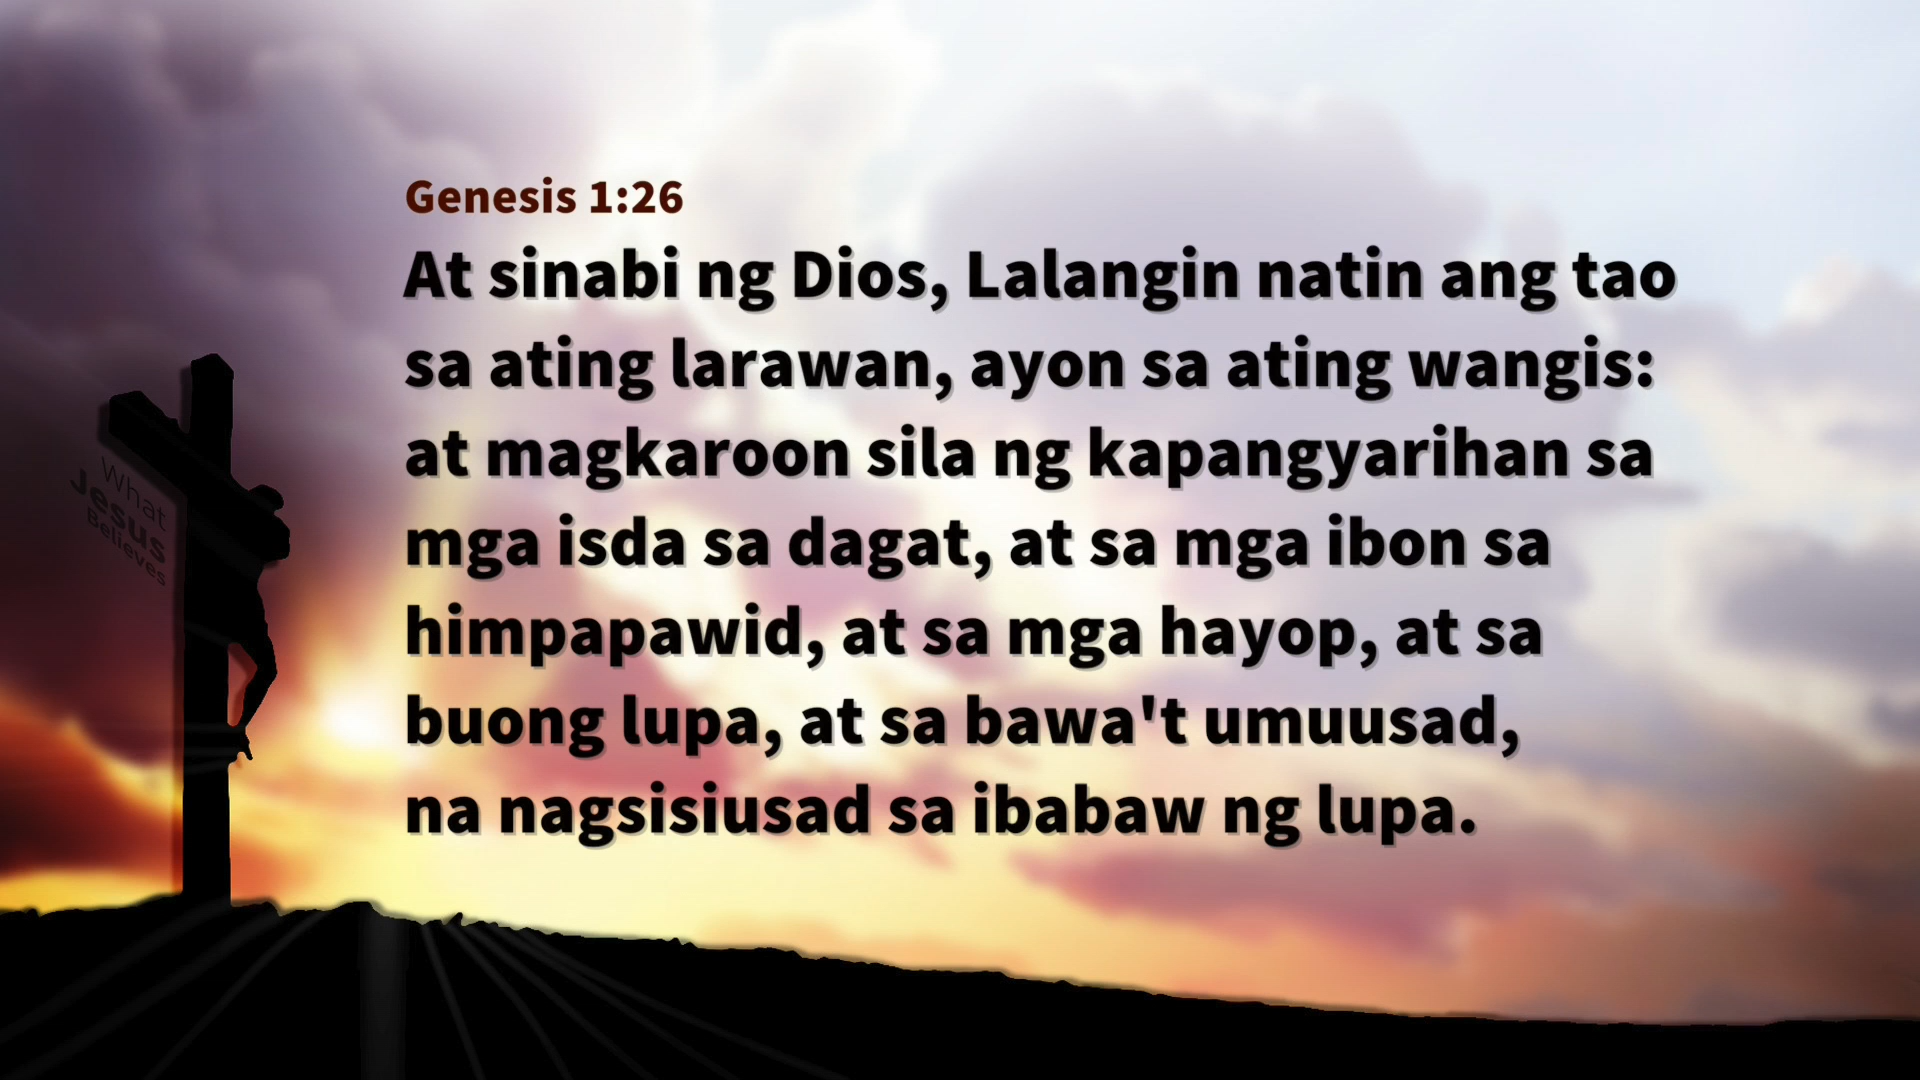 Genesis 1:26
At sinabi ng Dios, Lalangin natin ang tao
sa ating larawan, ayon sa ating wangis:
at magkaroon sila ng kapangyarihan sa
mga isda sa dagat, at sa mga ibon sa
himpapawid, at sa mga hayop, at sa
buong lupa, at sa bawa't umuusad,
na nagsisiusad sa ibabaw ng lupa.
What
Jesus
Believes